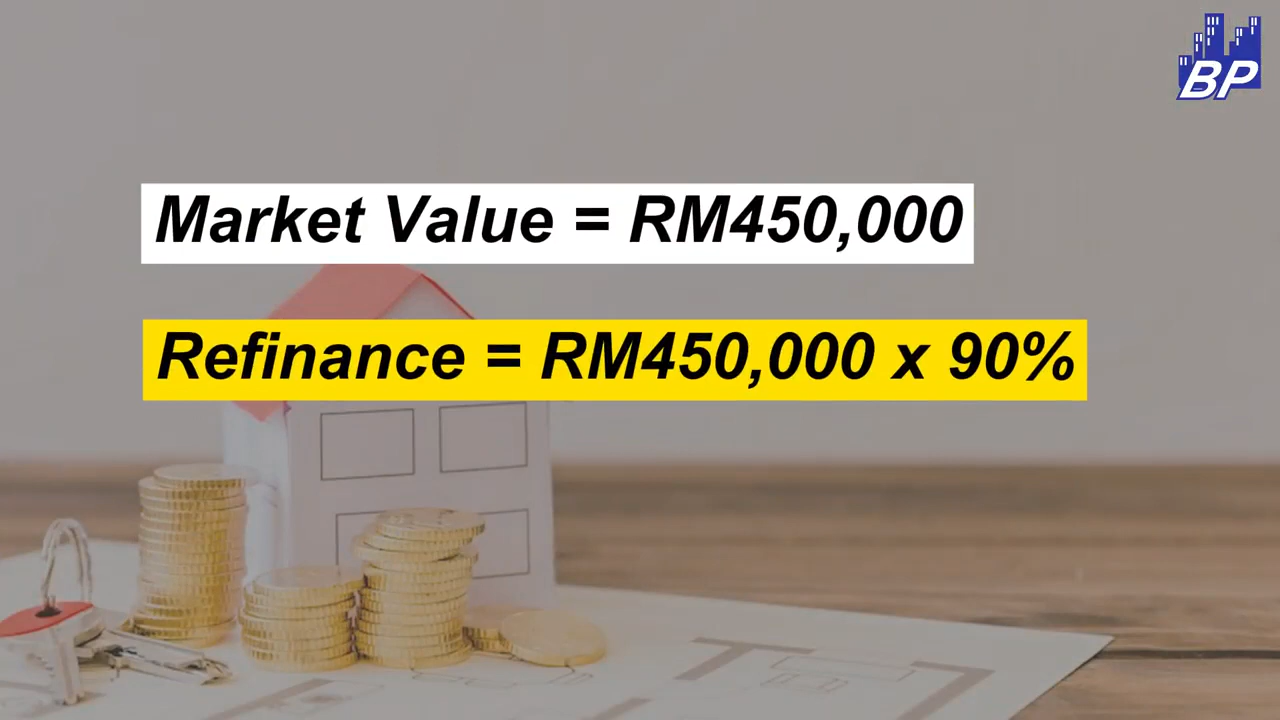 BP
Market Value = RM450,000
Refinance = RM450,000 x 90%